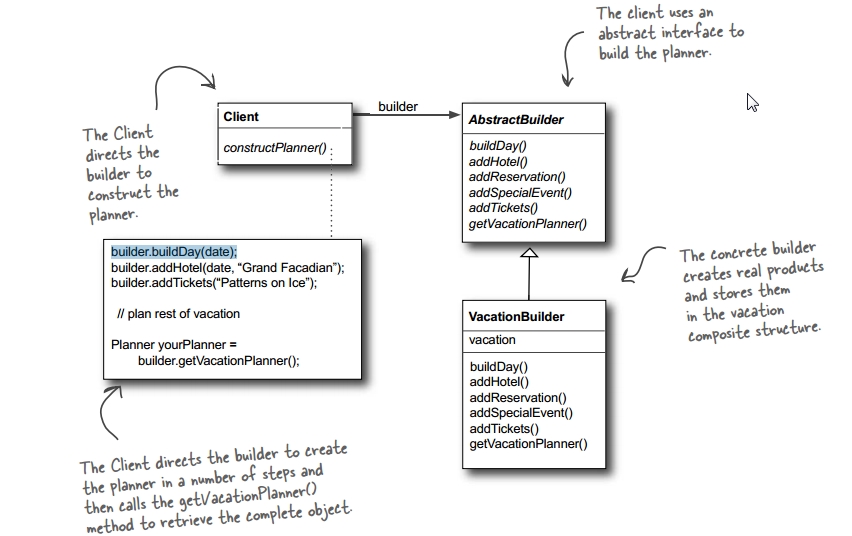 The client uses an
abstract interface to
build the planner.
Client
constructPlanner()
builder
AbstractBuilder
buildDay()
addHotel()
addReservation()
addSpecialEvent()
addTickets()
getVacationPlanner()
The Client
directs the
builder to
construct the
planner.
builder.buildDay(date);
builder.addHotel(date, “Grand Facadian”);
builder.addTickets(“Patterns on Ice”);
// plan rest of vacation
Planner yourPlanner =
builder.getVacationPlanner();
The concrete builder
creates real products
and stores them
in the vacation
composite structure.
VacationBuilder
vacation
buildDay()
addHotel()
addReservation()
addSpecialEvent()
addTickets()
getVacationPlanner()
The Client directs the builder to create
the planner in a number of steps and
then calls the getVacationPlanner()
method to retrieve the complete object.